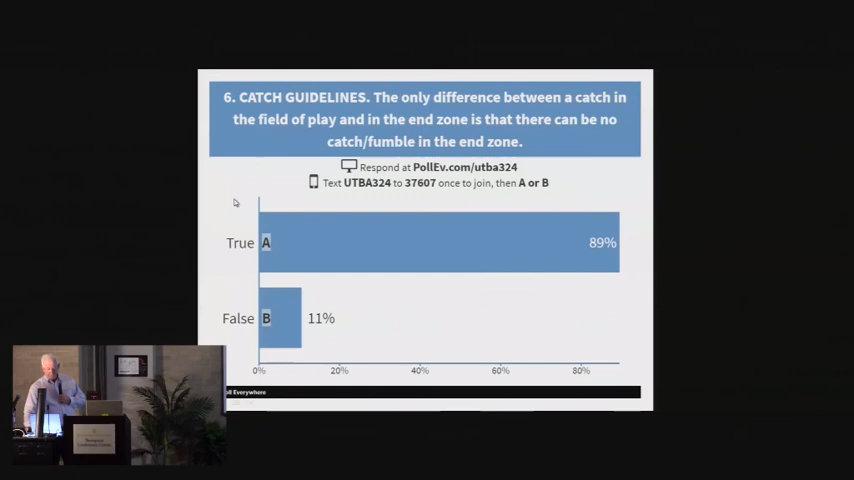 6. CATCH GUIDELINES. The only difference between a catch in
the field of play and in the end zone is that there can be no
catch/fumble in the end zone.
Respond at PollEv.com/utba324
Text UTBA324 to 37607 once to join, then A or B
True A 89%
False B 11%
0% 20% 40% 60% 80%
oll Everywhere